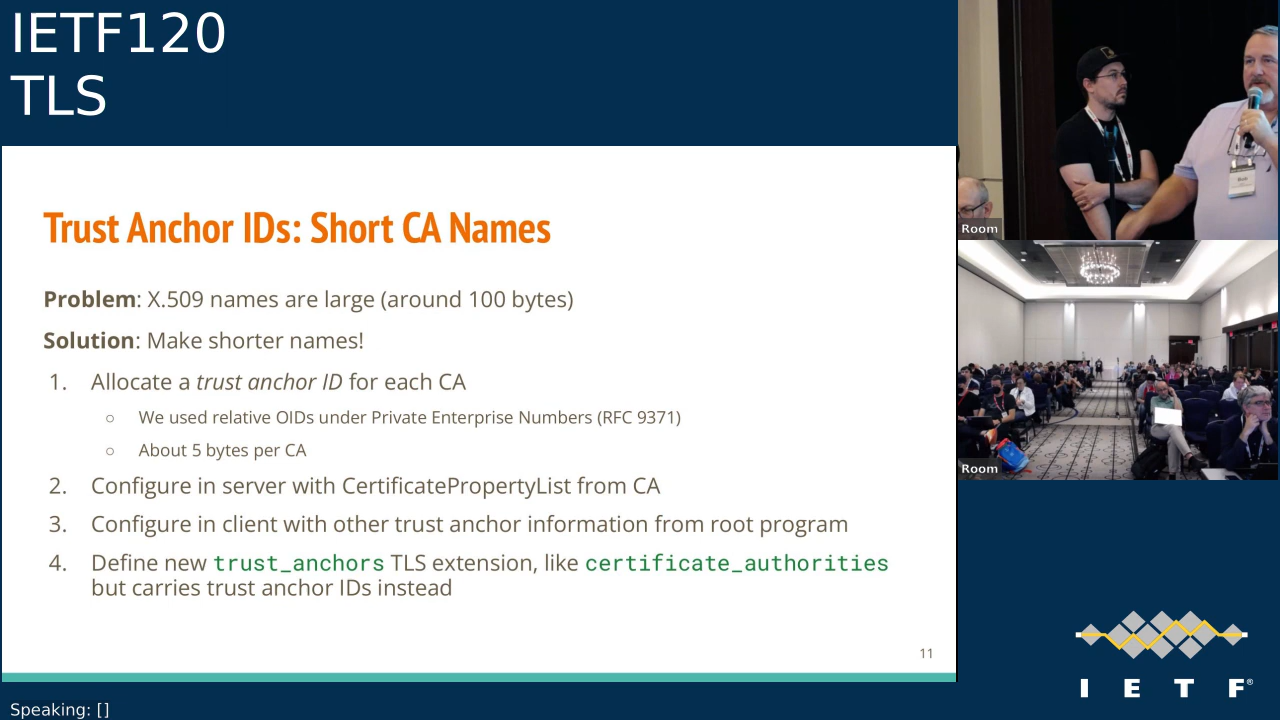 IETF120
TLS
Trust Anchor IDs: Short CA Names
Problem: X.509 names are large (around 100 bytes)
Solution: Make shorter names!
1. Allocate a trust anchor ID for each CA
○ We used relative OIDs under Private Enterprise Numbers (RFC 9371)
○ About 5 bytes per CA
2. Configure in server with CertificatePropertyList from CA
3. Configure in client with other trust anchor information from root program
4. Define new trust_anchors TLS extension, like certificate_authorities
but carries trust anchor IDs instead
11
Speaking: []
Room
Room
I E T F®